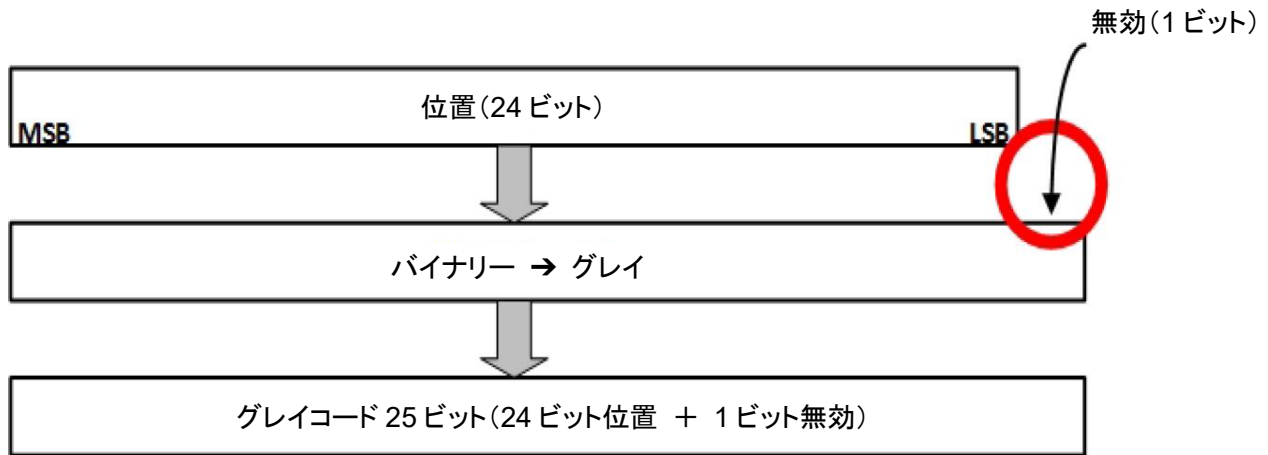 無効(1 ビット)
位置(24 ビット)
MSB
LSB
バイナリー ➔ グレイ
グレイコード 25 ビット(24 ビット位置 + 1 ビット無効)